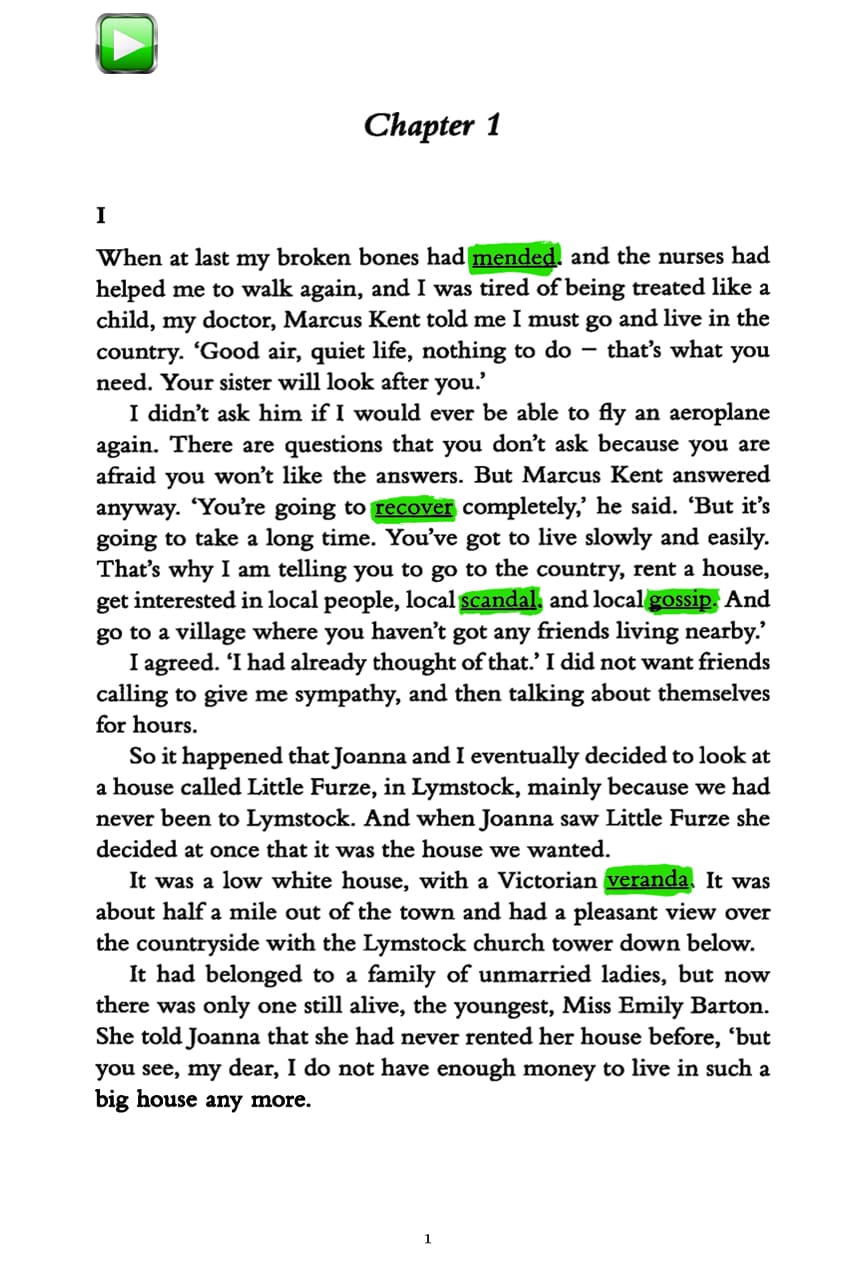 Chapter 1
I
When at last my broken bones had mended, and the nurses had
helped me to walk again, and I was tired of being treated like a
child, my doctor, Marcus Kent told me I must go and live in the
country. ‘Good air, quiet life, nothing to do – that’s what you
need. Your sister will look after you.’
I didn’t ask him if I would ever be able to fly an aeroplane
again. There are questions that you don’t ask because you are
afraid you won’t like the answers. But Marcus Kent answered
anyway. ‘You’re going to recover completely,’ he said. ‘But it’s
going to take a long time. You’ve got to live slowly and easily.
That’s why I am telling you to go to the country, rent a house,
get interested in local people, local scandal, and local gossip. And
go to a village where you haven’t got any friends living nearby.’
I agreed. ‘I had already thought of that.’ I did not want friends
calling to give me sympathy, and then talking about themselves
for hours.
So it happened that Joanna and I eventually decided to look at
a house called Little Furze, in Lymstock, mainly because we had
never been to Lymstock. And when Joanna saw Little Furze she
decided at once that it was the house we wanted.
It was a low white house, with a Victorian veranda. It was
about half a mile out of the town and had a pleasant view over
the countryside with the Lymstock church tower down below.
It had belonged to a family of unmarried ladies, but now
there was only one still alive, the youngest, Miss Emily Barton.
She told Joanna that she had never rented her house before, ‘but
you see, my dear, I do not have enough money to live in such a
big house any more.
1